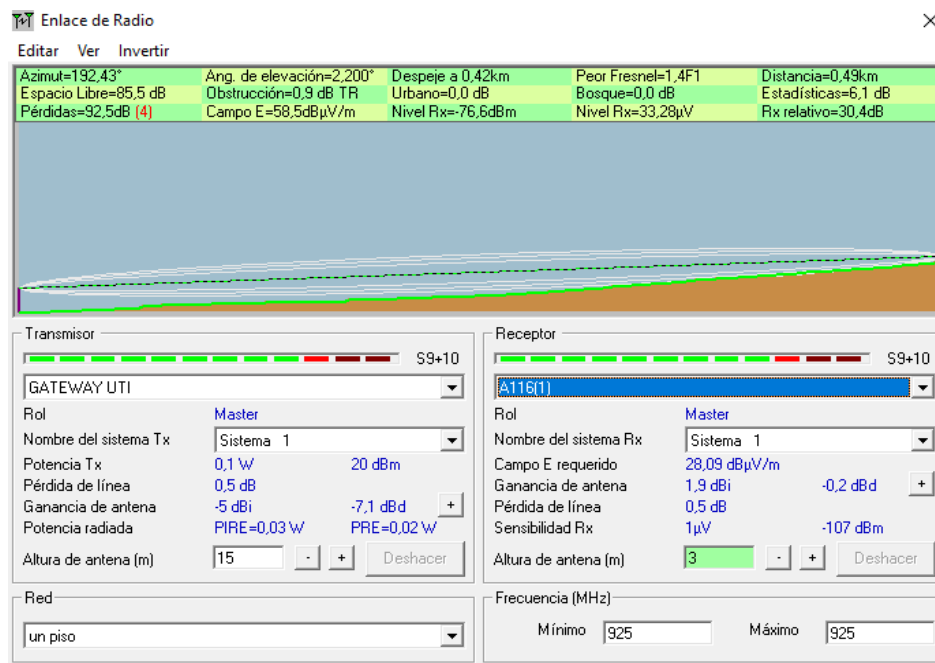 Enlace de Radio
Editar Ver Invertir
Azimut=192,43° Ang. de elevación=2,200° Despeje a 0,42km Peor Fresnel=1,4F1 Distancia=0,49km
Espacio Libre=85,5 dB Obstrucción=0,9 dB TR Urbano=0,0 dB Bosque=0,0 dB Estadísticas=6,1 dB
Pérdidas=92,5dB (4) Campo E=58,5dBµV/m Nivel Rx=-76,6dBm Nivel Rx=33,28µV Rx relativo=30,4dB
Transmisor
S9+10
GATEWAY UTI
Rol Master
Nombre del sistema Tx Sistema 1
Potencia Tx 0,1 W 20 dBm
Pérdida de línea 0,5 dB
Ganancia de antena -5 dBi -7,1 dBd +
Potencia radiada PIRE=0,03 W PRE=0,02 W
Altura de antena (m) 15 - + Deshacer
Receptor
S9+10
A116(1)
Rol Master
Nombre del sistema Rx Sistema 1
Campo E requerido 28,09 dBµV/m
Ganancia de antena 1,9 dBi -0,2 dBd +
Pérdida de línea 0,5 dB
Sensibilidad Rx 1µV -107 dBm
Altura de antena (m) 3 - + Deshacer
Red
un piso
Frecuencia (MHz)
Mínimo 925 Máximo 925